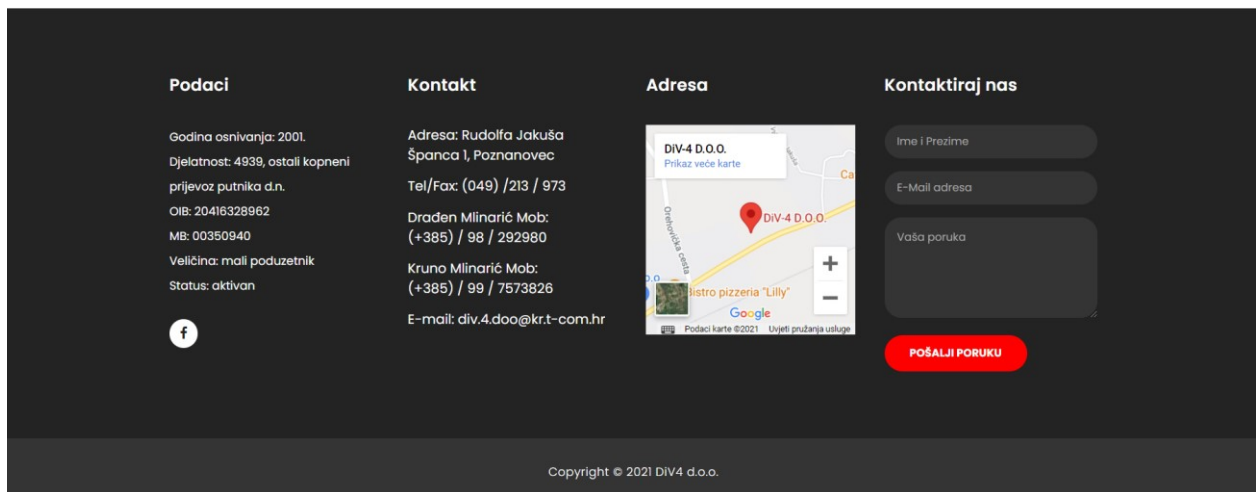 Podaci
Godina osnivanja: 2001.
Djelatnost: 4939, ostali kopneni
prijevoz putnika d.n.
OIB: 20416328962
MB: 00350940
Veličina: mali poduzetnik
Status: aktivan
Kontakt
Adresa: Rudolfa Jakuša
Španca 1, Poznanovec
Tel/Fax: (049) /213 / 973
Drađen Mlinarić Mob:
(+385) / 98 / 292980
Kruno Mlinarić Mob:
(+385) / 99 / 7573826
E-mail: div.4.doo@kr.t-com.hr
Adresa
DiV-4 D.O.O.
Prikaz veće karte
Ca
DiV-4 D.O.O.
Orehovička cesta
Bistro pizzeria "Lilly"
Google
Podaci karte ©2021 Uvjeti pružanja usluge
Kontaktiraj nas
Ime i Prezime
E-Mail adresa
Vaša poruka
POŠALJI PORUKU
Copyright © 2021 DiV4 d.o.o.